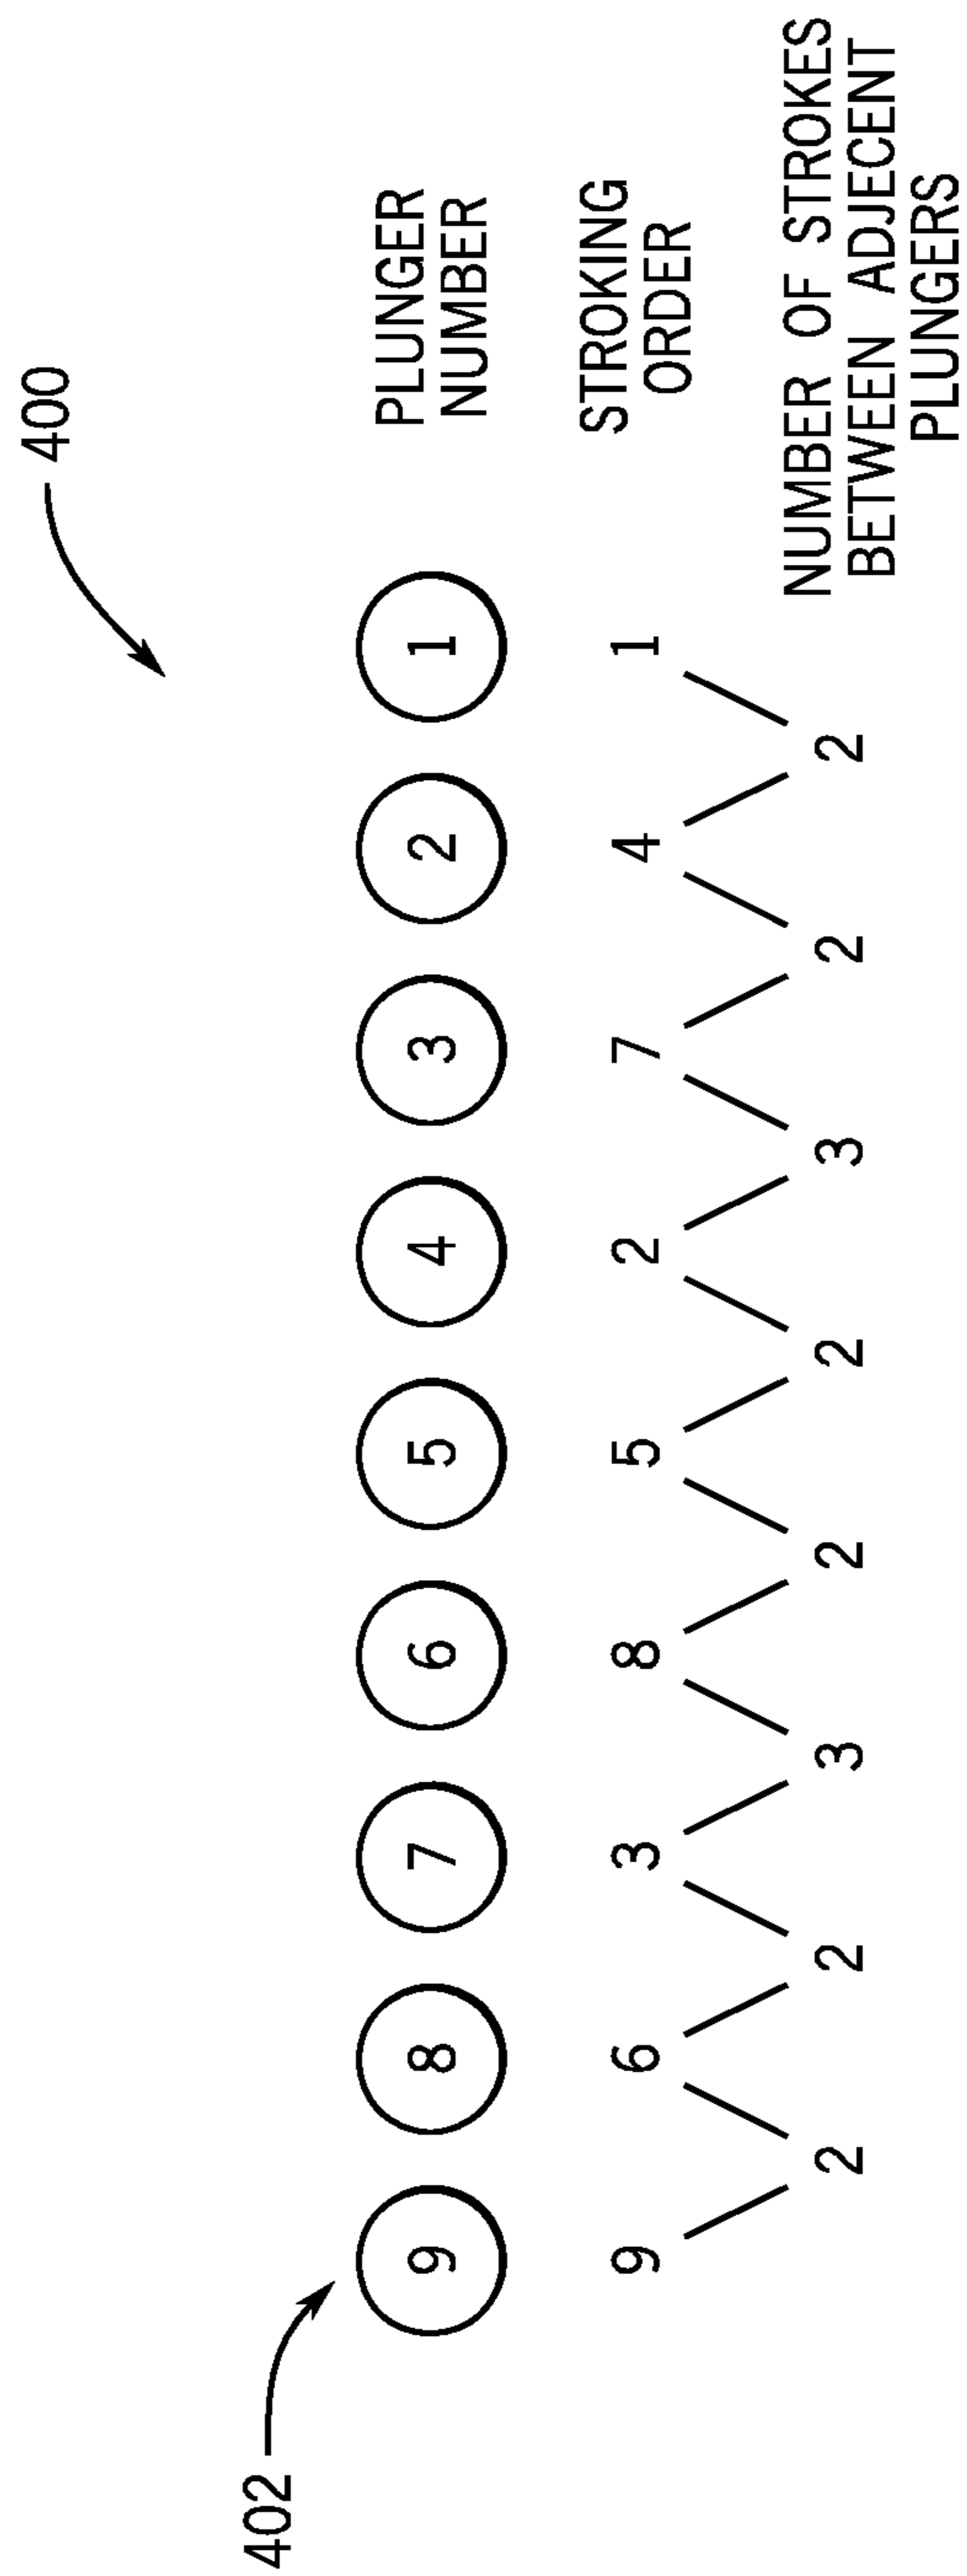 400
402
9 8 7 6 5 4 3 2 1
PLUNGER
NUMBER
9 6 3 8 5 2 7 4 1
STROKING
ORDER
2 2 3 2 2 3 2 2
NUMBER OF STROKES
BETWEEN ADJECENT
PLUNGERS